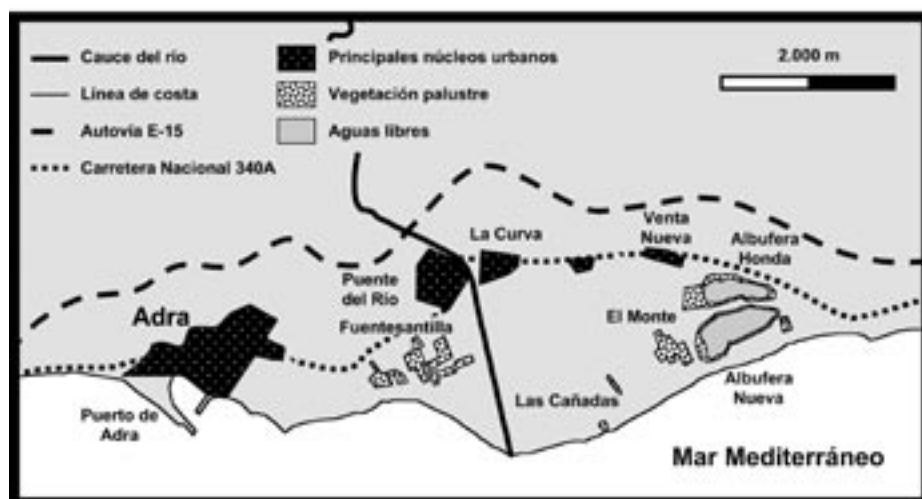 Cauce del río
Línea de costa
Autovía E-15
Carretera Nacional 340A
Principales núcleos urbanos
Vegetación palustre
Aguas libres
2.000 m
La Curva
Venta
Nueva
Albufera
Honda
Puente
del Río
Adra
Fuentesantilla
El Monte
Las Cañadas
Albufera
Nueva
Puerto de
Adra
Mar Mediterráneo